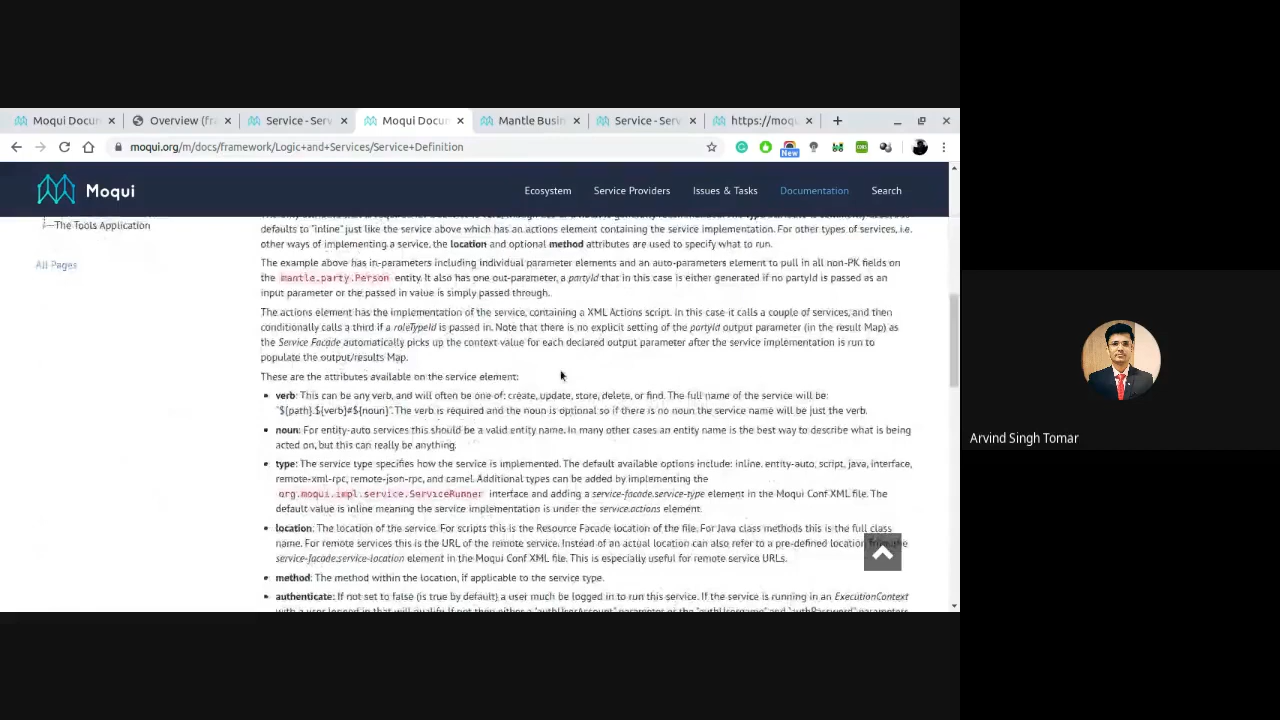 Moqui Docun
Overview (fra
Service - Serv
Moqui Docun
Mantle Busin
Service - Serv
https://moqu
moqui.org/m/docs/framework/Logic+and+Services/Service+Definition
New
Moqui
Ecosystem
Service Providers
Issues & Tasks
Documentation
Search
The Tools Application
All Pages
defaults to "inline" just like the service above which has an actions element containing the service implementation. For other types of services, i.e.
other ways of implementing a service, the location and optional method attributes are used to specify what to run.
The example above has in-parameters including individual parameter elements and an auto-parameters element to pull in all non-PK fields on
the mantle.party.Person entity. It also has one out-parameter, a partyId that in this case is either generated if no partyId is passed as an
input parameter or the passed in value is simply passed through.
The actions element has the implementation of the service, containing a XML Actions script. In this case it calls a couple of services, and then
conditionally calls a third if a roleTypeId is passed in. Note that there is no explicit setting of the partyId output parameter (in the result Map) as
the Service Facade automatically picks up the context value for each declared output parameter after the service implementation is run to
populate the output/results Map.
These are the attributes available on the service element:
verb: This can be any verb, and will often be one of: create, update, store, delete, or find. The full name of the service will be:
"${path}.${verb}#${noun}". The verb is required and the noun is optional so if there is no noun the service name will be just the verb.
noun: For entity-auto services this should be a valid entity name. In many other cases an entity name is the best way to describe what is being
acted on, but this can really be anything.
type: The service type specifies how the service is implemented. The default available options include: inline, entity-auto, script, java, interface,
remote-xml-rpc, remote-json-rpc, and camel. Additional types can be added by implementing the
org.moqui.impl.service.ServiceRunner interface and adding a service-facade.service-type element in the Moqui Conf XML file. The
default value is inline meaning the service implementation is under the service.actions element.
location: The location of the service. For scripts this is the Resource Facade location of the file. For Java class methods this is the full class
name. For remote services this is the URL of the remote service. Instead of an actual location can also refer to a pre-defined location from the
service-facade.service-location element in the Moqui Conf XML file. This is especially useful for remote service URLs.
method: The method within the location, if applicable to the service type.
authenticate: If not set to false (is true by default) a user much be logged in to run this service. If the service is running in an ExecutionContext
Arvind Singh Tomar